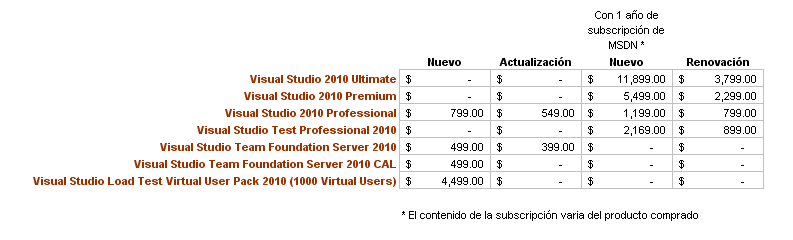 Con 1 año de
subscripción de
MSDN *
Nuevo Actualización Nuevo Renovación
Visual Studio 2010 Ultimate $ - $ - $ 11,899.00 $ 3,799.00
Visual Studio 2010 Premium $ - $ - $ 5,499.00 $ 2,299.00
Visual Studio 2010 Professional $ 799.00 $ 549.00 $ 1,199.00 $ 799.00
Visual Studio Test Professional 2010 $ - $ - $ 2,169.00 $ 899.00
Visual Studio Team Foundation Server 2010 $ 499.00 $ 399.00 $ - $ -
Visual Studio Team Foundation Server 2010 CAL $ 499.00 $ - $ - $ -
Visual Studio Load Test Virtual User Pack 2010 (1000 Virtual Users) $ 4,499.00 $ - $ - $ -
* El contenido de la subscripción varia del producto comprado